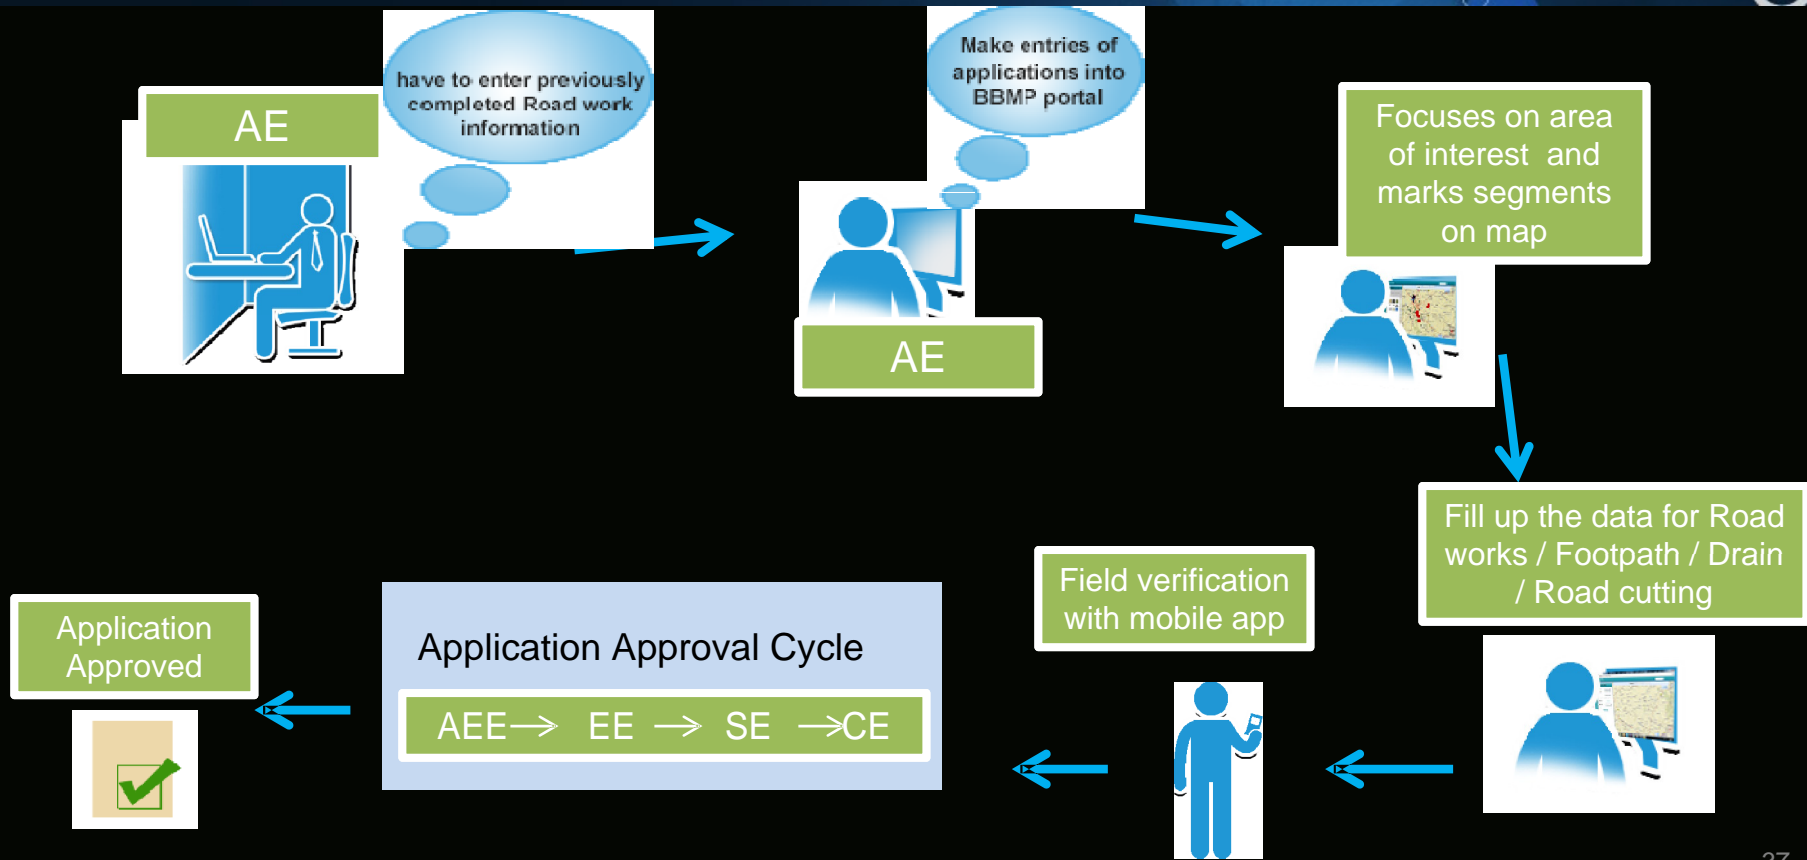 AE
have to enter previously
completed Road work
information
Make entries of
applications into
BBMP portal
AE
Focuses on area
of interest and
marks segments
on map
Fill up the data for Road
works / Footpath / Drain
/ Road cutting
Field verification
with mobile app
Application Approval Cycle
AEE→ EE → SE →CE
Application
Approved